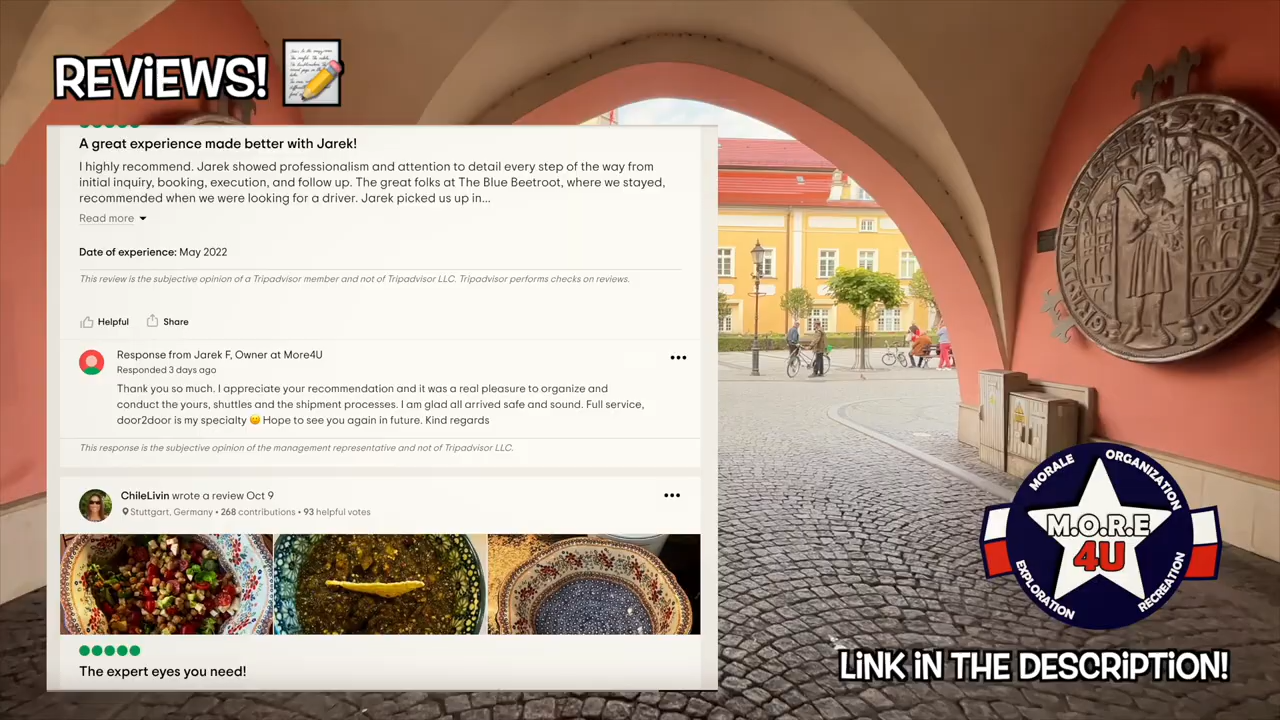 REViEWS!
A great experience made better with Jarek!
I highly recommend. Jarek showed professionalism and attention to detail every step of the way from
initial inquiry, booking, execution, and follow up. The great folks at The Blue Beetroot, where we stayed,
recommended when we were looking for a driver. Jarek picked us up in...
Read more
Date of experience: May 2022
This review is the subjective opinion of a Tripadvisor member and not of Tripadvisor LLC. Tripadvisor performs checks on reviews.
Helpful Share
Response from Jarek F, Owner at More4U
Responded 3 days ago
Thank you so much. I appreciate your recommendation and it was a real pleasure to organize and
conduct the yours, shuttles and the shipment processes. I am glad all arrived safe and sound. Full service,
door2door is my specialty 😀 Hope to see you again in future. Kind regards
This response is the subjective opinion of the management representative and not of Tripadvisor LLC.
ChileLivin wrote a review Oct 9
Stuttgart, Germany • 268 contributions • 93 helpful votes
The expert eyes you need!
MORALE
ORGANIZATION
M.O.R.E
4U
EXPLORATION
RECREATION
LiNK iN THE DESCRiPTiON!